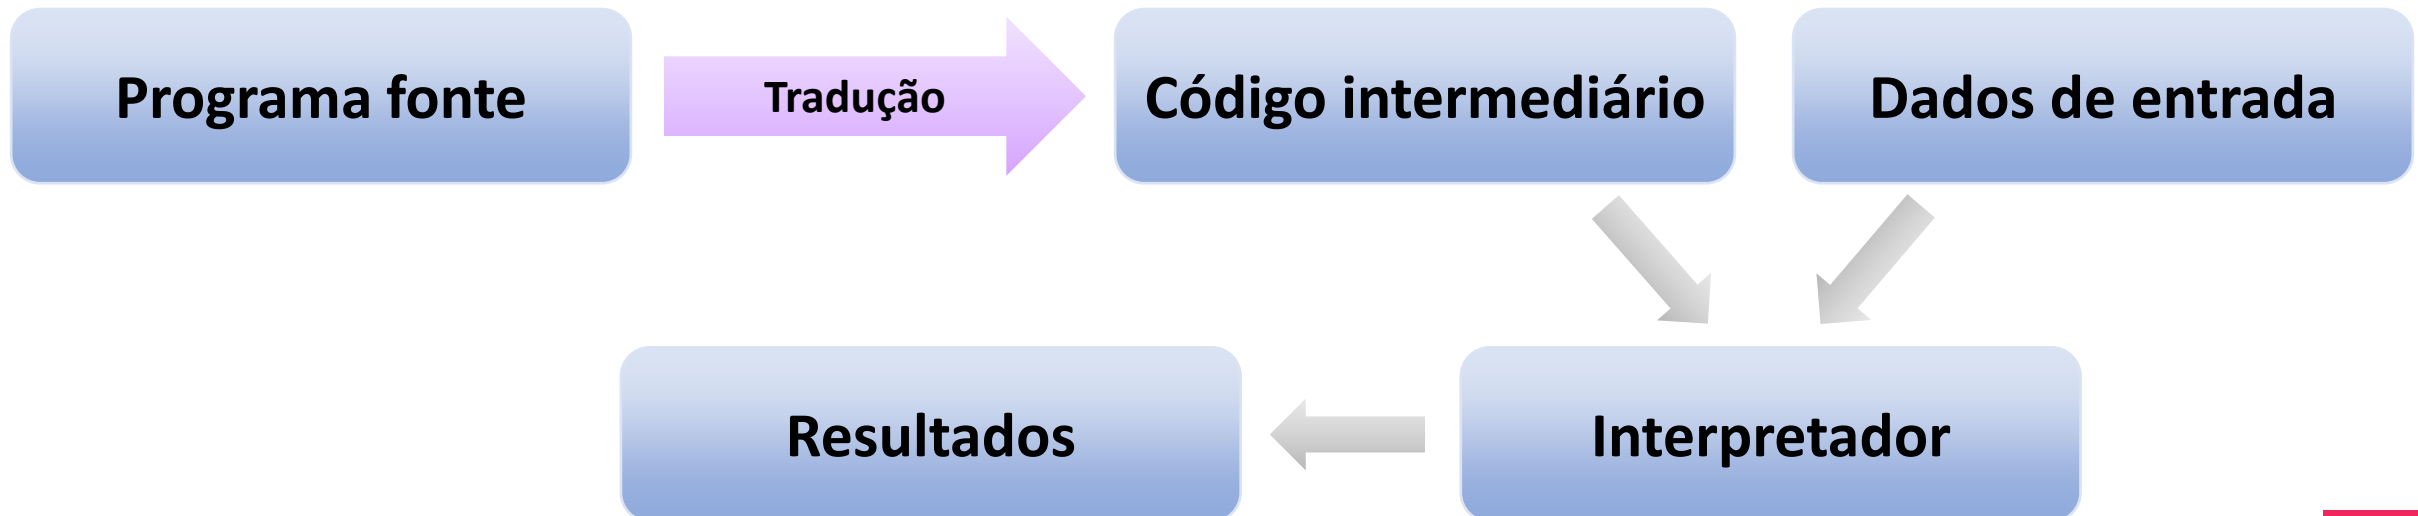 Programa fonte
Tradução
Código intermediário
Dados de entrada
Resultados
Interpretador